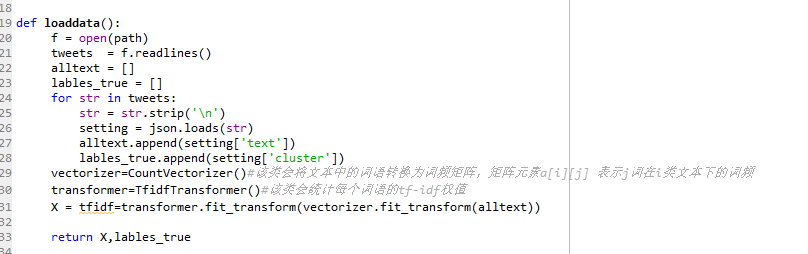 18
19 def loaddata():
20     f = open(path)
21     tweets  = f.readlines()
22     alltext = []
23     lables_true = []
24     for str in tweets:
25         str = str.strip('\n')
26         setting = json.loads(str)
27         alltext.append(setting['text'])
28         lables_true.append(setting['cluster'])
29     vectorizer=CountVectorizer()#该类会将文本中的词语转换为词频矩阵，矩阵元素a[i][j] 表示j词在i类文本下的词频
30     transformer=TfidfTransformer()#该类会统计每个词语的tf-idf权值
31     X = tfidf=transformer.fit_transform(vectorizer.fit_transform(alltext))
32
33     return X,lables_true
34